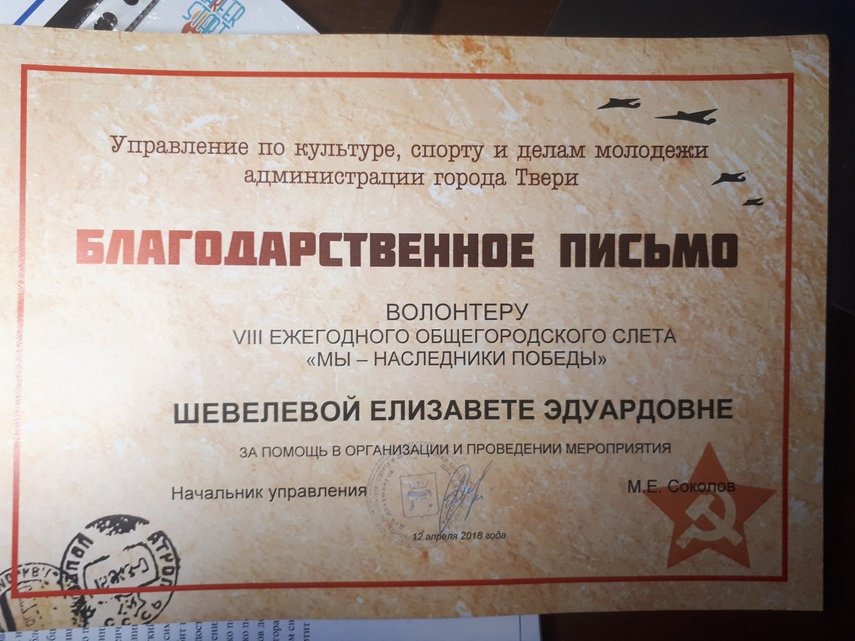 Управление по культуре, спорту и делам молодежи
администрации города Твери
БЛАГОДАРСТВЕННОЕ ПИСЬМО
ВОЛОНТЕРУ
VIII ЕЖЕГОДНОГО ОБЩЕГОРОДСКОГО СЛЕТА
«МЫ – НАСЛЕДНИКИ ПОБЕДЫ»
ШЕВЕЛЕВОЙ ЕЛИЗАВЕТЕ ЭДУАРДОВНЕ
ЗА ПОМОЩЬ В ОРГАНИЗАЦИИ И ПРОВЕДЕНИИ МЕРОПРИЯТИЯ
Начальник управления
М.Е. Соколов
12 апреля 2018 года